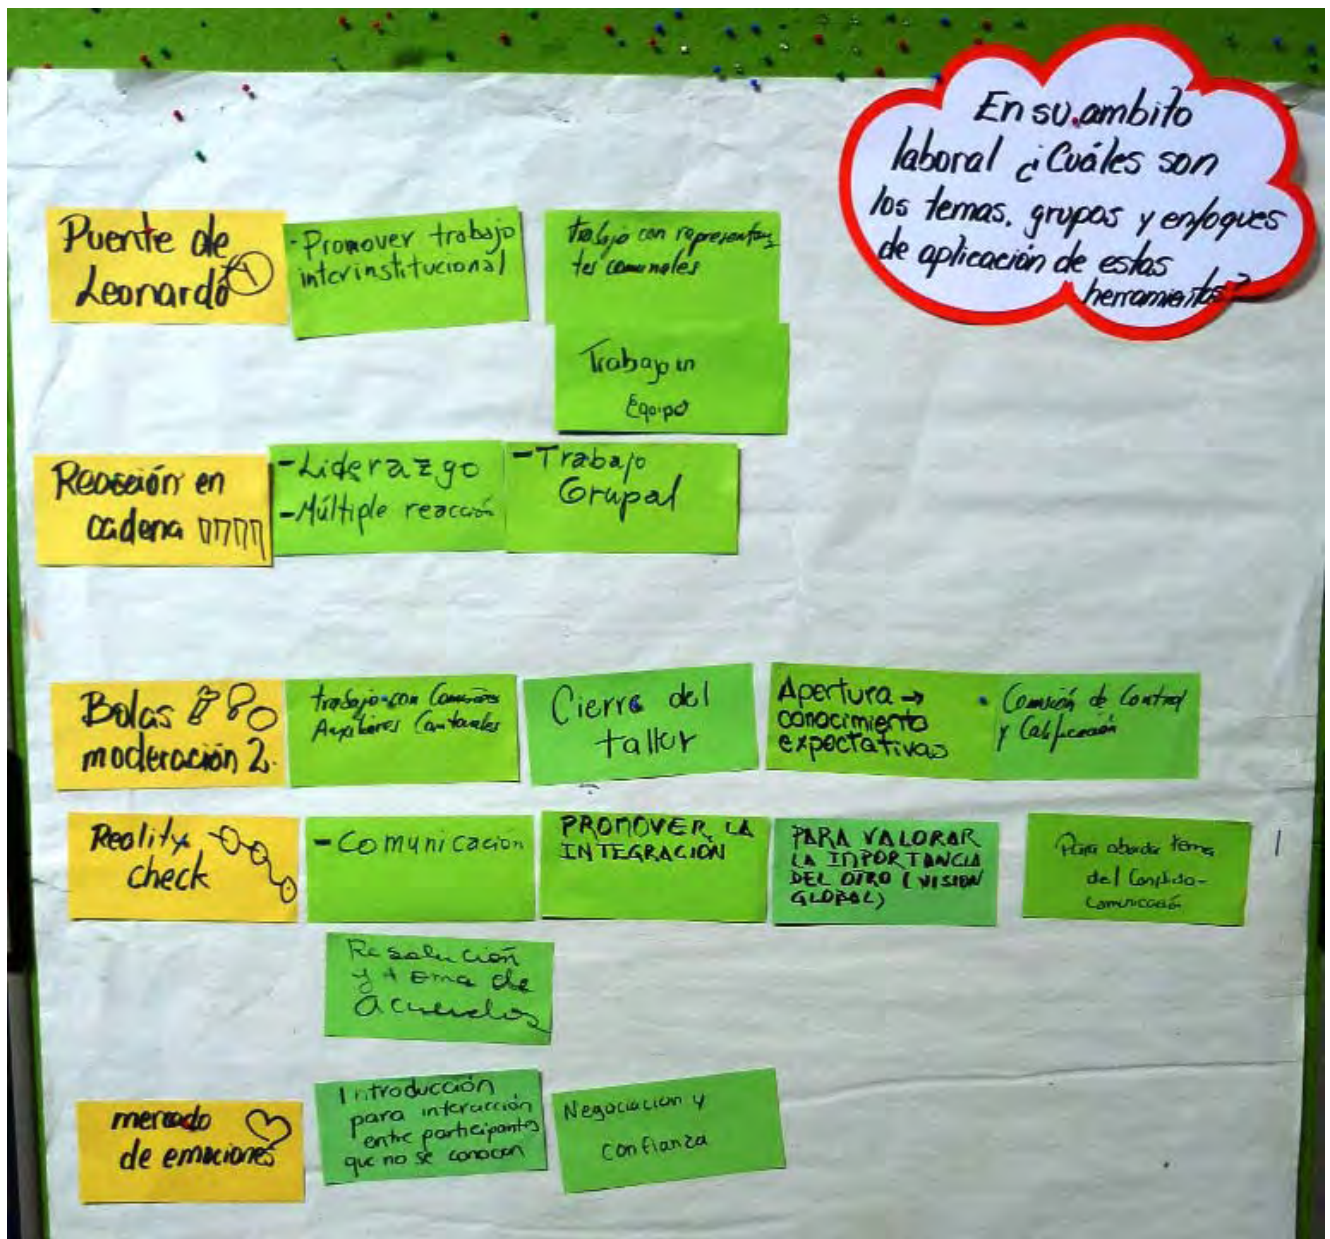 En su ambito
laboral ¿Cuáles son
los temas, grupos y enfoques
de aplicación de estas
herramientas?
Puente de
Leonardo 1
- Promover trabajo
interinstitucional
trabajo con representan
tes comunales
Trabajo en
Equipo
Reacción en
cadena
- Liderazgo
- Múltiple reacción
- Trabajo
Grupal
Bolas
moderación 2.
trabajo con
Auxiliares Cantonales
Cierre del
taller
Apertura →
conocimiento
expectativas
• Comisión de Control
y Calificación
Reality
check
- Comunicación
PROMOVER LA
INTEGRACION
PARA VALORAR
LA IMPORTANCIA
DEL OTRO (VISION
GLOBAL)
Para aborda tema
del Conflicto-
Comunicación
Resolución
y toma de
acuerdos
mercado
de emociones
Introducción
para interacción
entre participantes
que no se conocen
Negociacion y
confianza